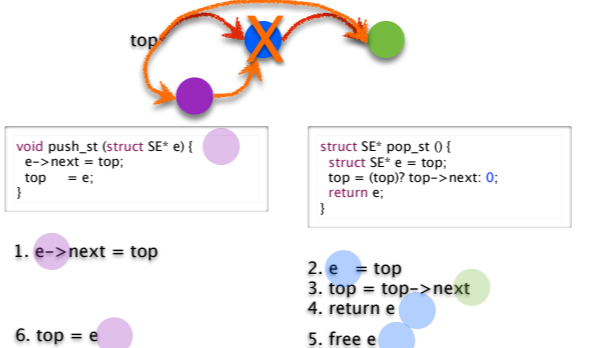 top
void push_st (struct SE* e) {
e->next = top;
top = e;
}
struct SE* pop_st () {
struct SE* e = top;
top = (top)? top->next: 0;
return e;
}
1. e->next = top
2. e = top
3. top = top->next
4. return e
5. free e
6. top = e